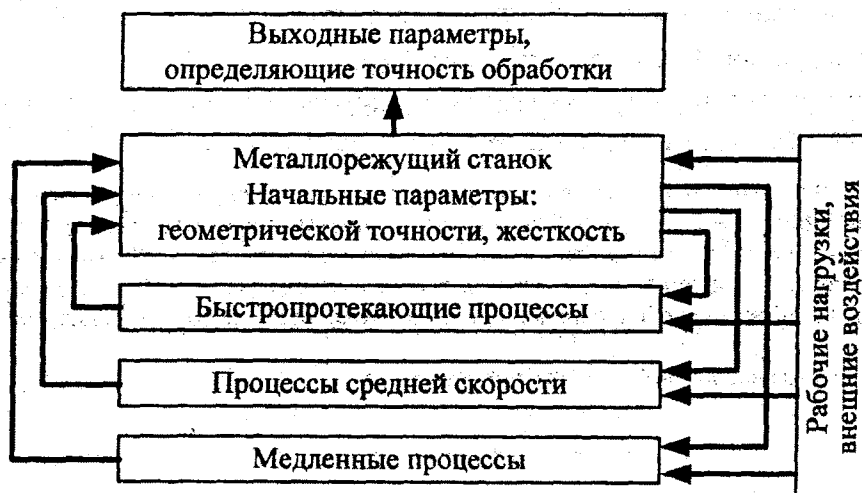 Выходные параметры,
определяющие точность обработки
Металлорежущий станок
Начальные параметры:
геометрической точности, жесткость
Быстропротекающие процессы
Процессы средней скорости
Медленные процессы
Рабочие нагрузки,
внешние воздействия